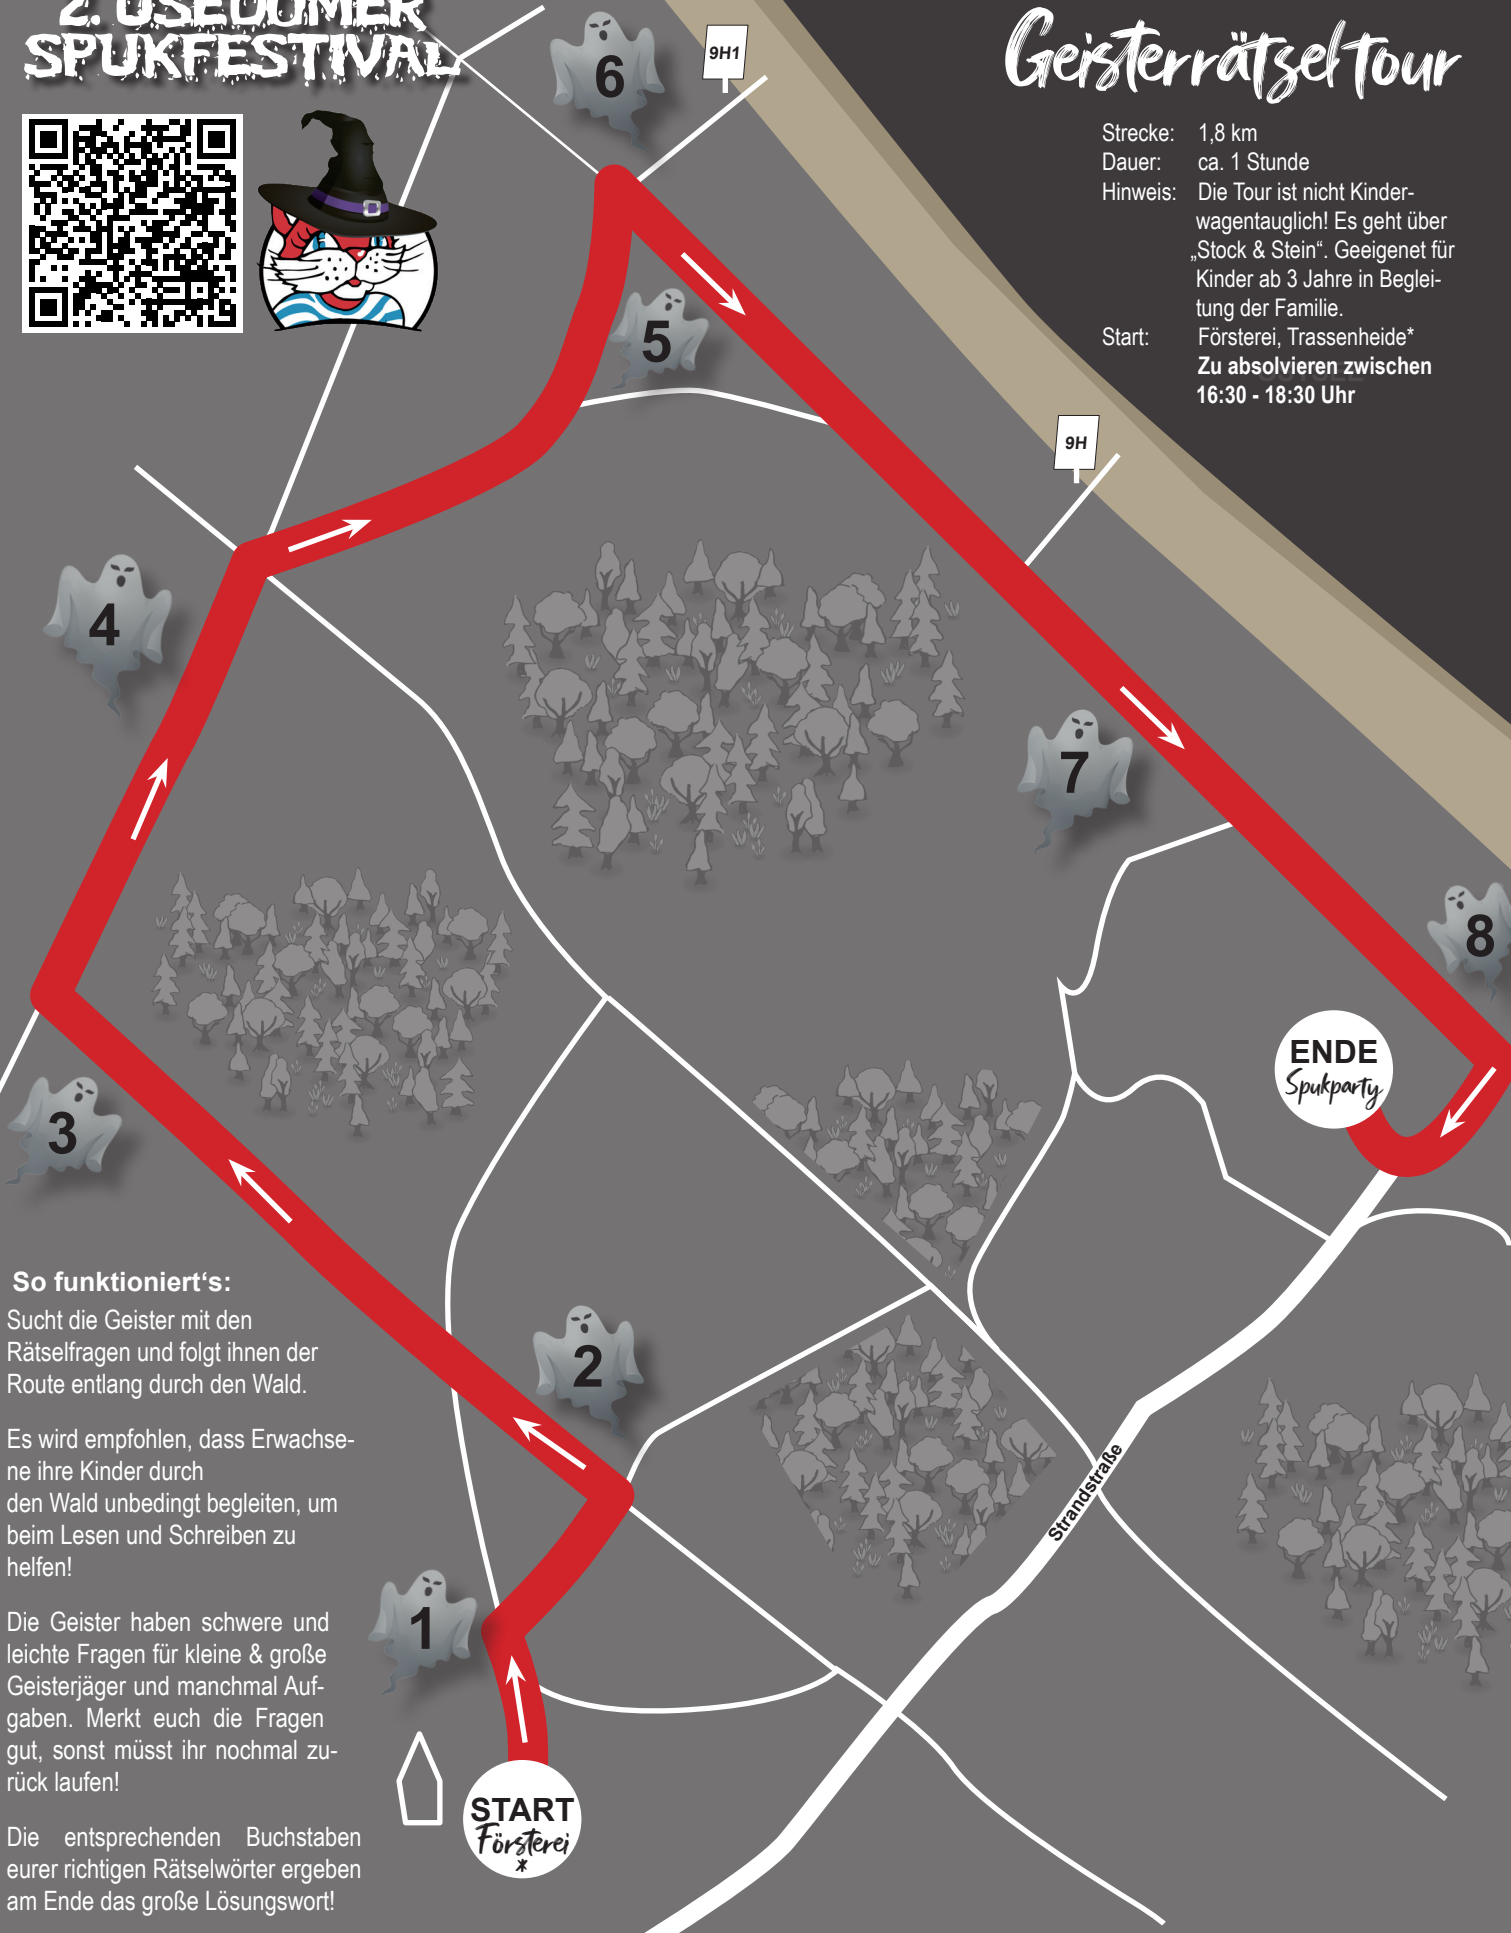 2. USEDOMER
SPUKFESTIVAL
Geisterrätseltour
Strecke: 1,8 km
Dauer: ca. 1 Stunde
Hinweis: Die Tour ist nicht Kinder-
wagentauglich! Es geht über
„Stock & Stein“. Geeigenet für
Kinder ab 3 Jahre in Beglei-
tung der Familie.
Start: Försterei, Trassenheide*
Zu absolvieren zwischen
16:30 - 18:30 Uhr
6
9H1
5
9H
4
7
8
ENDE
Spukparty
3
2
1
Strandstraße
START
Försterei
*
So funktioniert‘s:
Sucht die Geister mit den
Rätselfragen und folgt ihnen der
Route entlang durch den Wald.
Es wird empfohlen, dass Erwachse-
ne ihre Kinder durch
den Wald unbedingt begleiten, um
beim Lesen und Schreiben zu
helfen!
Die Geister haben schwere und
leichte Fragen für kleine & große
Geisterjäger und manchmal Auf-
gaben. Merkt euch die Fragen
gut, sonst müsst ihr nochmal zu-
rück laufen!
Die entsprechenden Buchstaben
eurer richtigen Rätselwörter ergeben
am Ende das große Lösungswort!